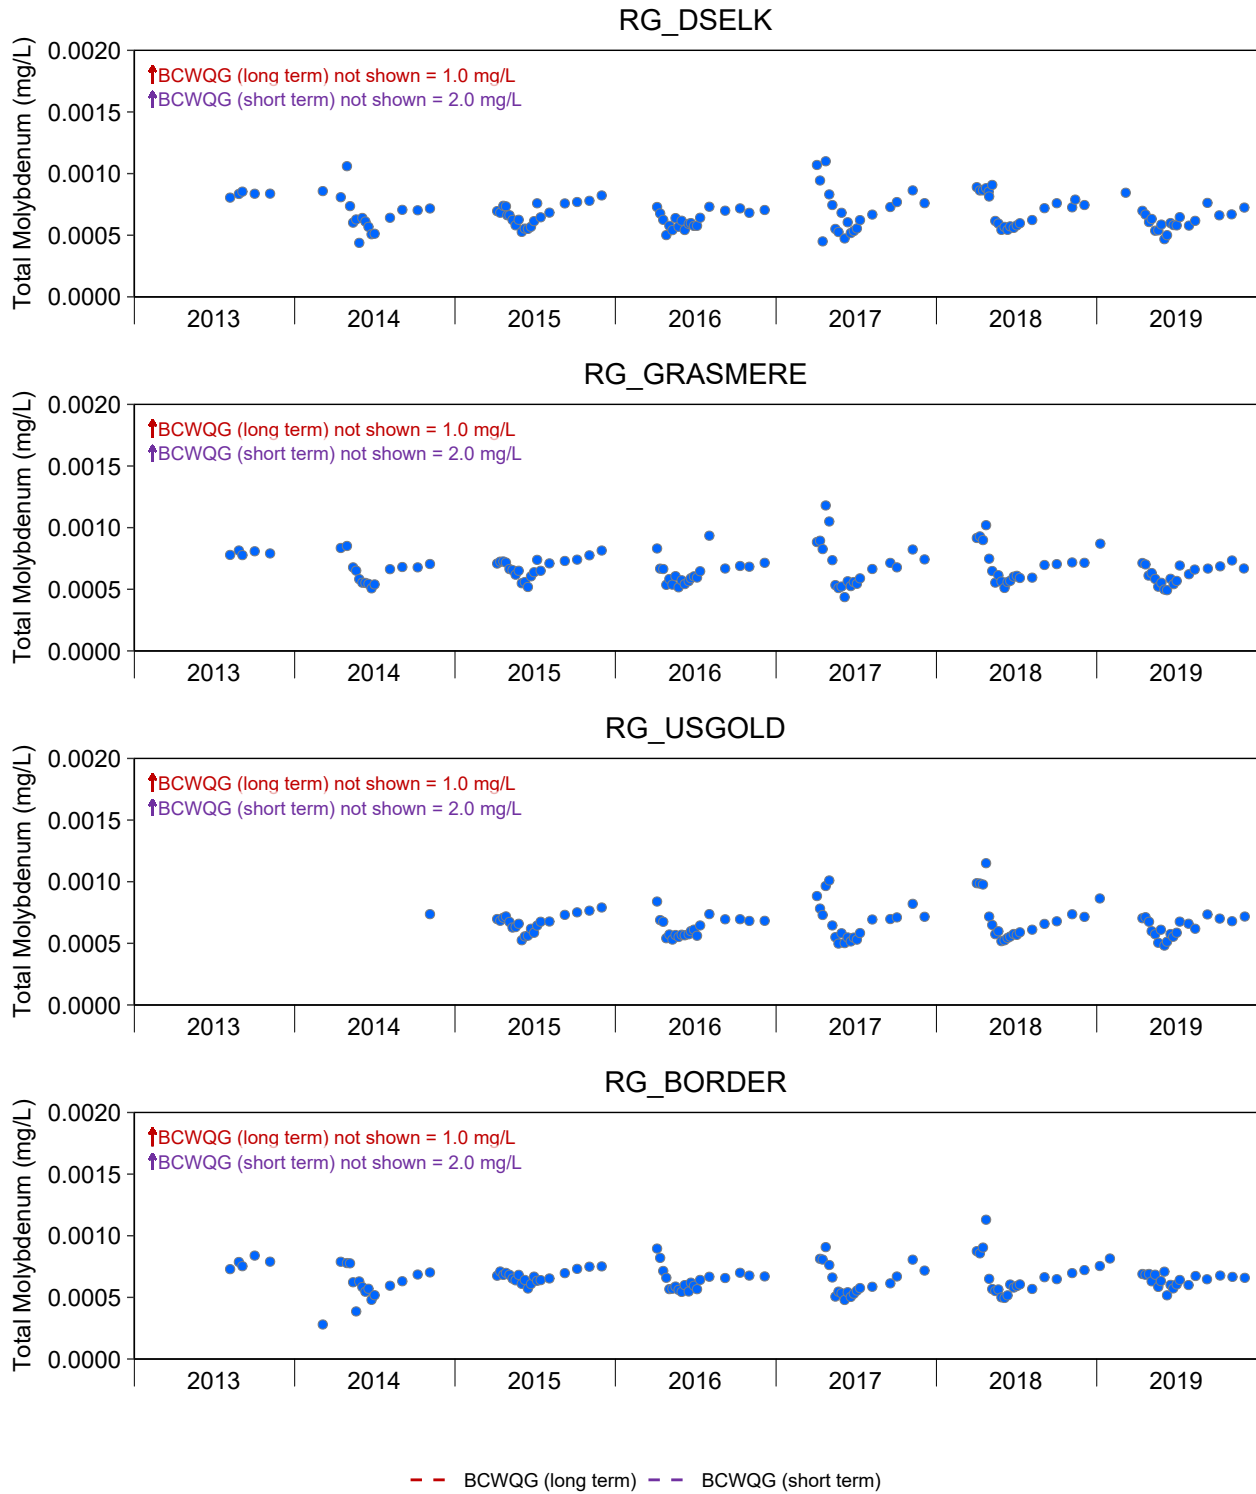 RG_DSELK
Total Molybdenum (mg/L)
0.0020
0.0015
0.0010
0.0005
0.0000
BCWQG (long term) not shown = 1.0 mg/L
BCWQG (short term) not shown = 2.0 mg/L
2013 2014 2015 2016 2017 2018 2019
RG_GRASMERE
Total Molybdenum (mg/L)
0.0020
0.0015
0.0010
0.0005
0.0000
BCWQG (long term) not shown = 1.0 mg/L
BCWQG (short term) not shown = 2.0 mg/L
2013 2014 2015 2016 2017 2018 2019
RG_USGOLD
Total Molybdenum (mg/L)
0.0020
0.0015
0.0010
0.0005
0.0000
BCWQG (long term) not shown = 1.0 mg/L
BCWQG (short term) not shown = 2.0 mg/L
2013 2014 2015 2016 2017 2018 2019
RG_BORDER
Total Molybdenum (mg/L)
0.0020
0.0015
0.0010
0.0005
0.0000
BCWQG (long term) not shown = 1.0 mg/L
BCWQG (short term) not shown = 2.0 mg/L
2013 2014 2015 2016 2017 2018 2019
BCWQG (long term) BCWQG (short term)